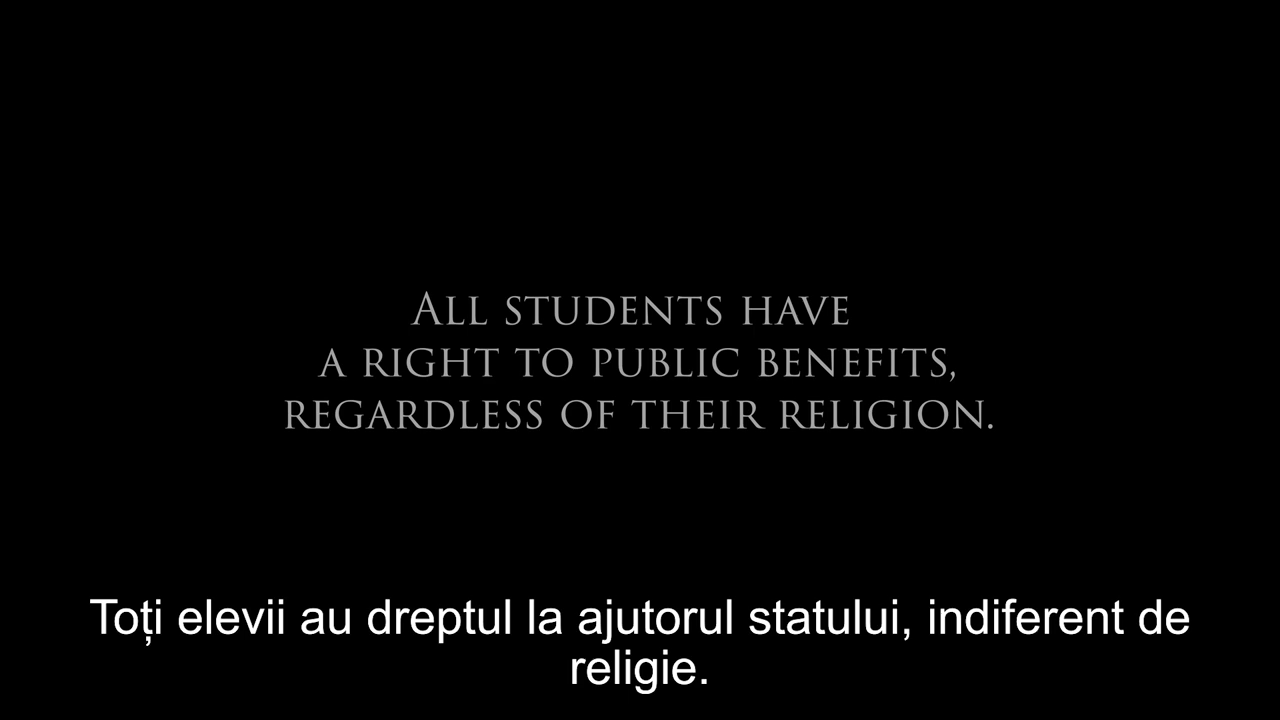 All students have
a right to public benefits,
regardless of their religion.
Toți elevii au dreptul la ajutorul statului, indiferent de
religie.